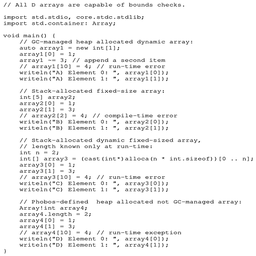 // All D arrays are capable of bounds checks.
import std.stdio, core.stdc.stdlib;
import std.container: Array;
void main() {
// GC-managed heap allocated dynamic array:
auto array1 = new int[1];
array1[0] = 1;
array1 ~= 3; // append a second item
// array1[10] = 4; // run-time error
writeln("A) Element 0: ", array1[0]);
writeln("A) Element 1: ", array1[1]);
// Stack-allocated fixed-size array:
int[5] array2;
array2[0] = 1;
array2[1] = 3;
// array2[2] = 4; // compile-time error
writeln("B) Element 0: ", array2[0]);
writeln("B) Element 1: ", array2[1]);
// Stack-allocated dynamic fixed-sized array,
// length known only at run-time:
int n = 2;
int[] array3 = (cast(int*)alloca(n * int.sizeof))[0 .. n];
array3[0] = 1;
array3[1] = 3;
// array3[10] = 4; // run-time error
writeln("C) Element 0: ", array3[0]);
writeln("C) Element 1: ", array3[1]);
// Phobos-defined heap allocated not GC-managed array:
Array!int array4;
array4.length = 2;
array4[0] = 1;
array4[1] = 3;
// array4[10] = 4; // run-time exception
writeln("D) Element 0: ", array4[0]);
writeln("D) Element 1: ", array4[1]);
}